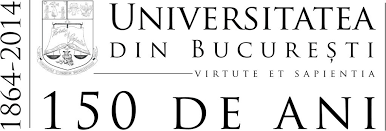 1864-2014
UNIVERSITATEA
DIN BUCUREȘTI
VIRTUTE ET SAPIENTIA
150 DE ANI